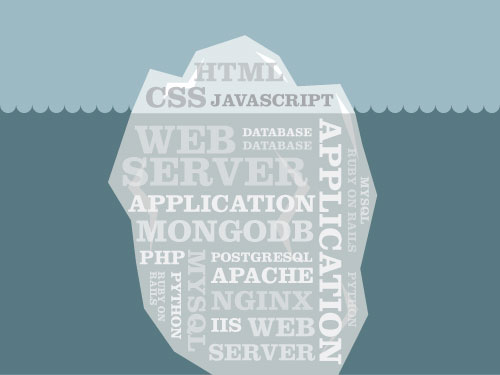 HTML
CSS JAVASCRIPT
WEB
DATABASE
DATABASE
SERVER
APPLICATION
MONGODB
PHP
POSTGRESQL
APACHE
NGINX
IIS WEB
SERVER
RUBY ON
RAILS
PYTHON
MYSQL
APPLICATION
RUBY ON RAILS
MYSQL
PYTHON